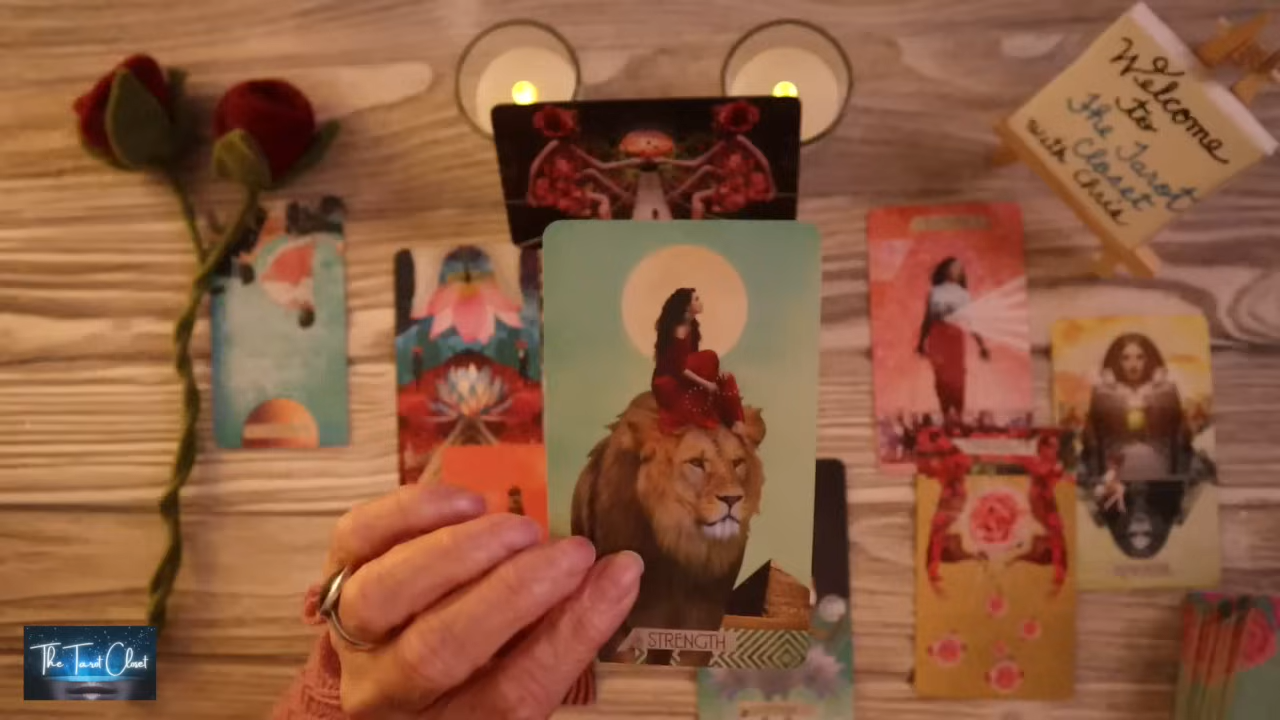 Welcome
to
The Tarot
Closet
with Chris
STRENGTH
The Tarot Closet